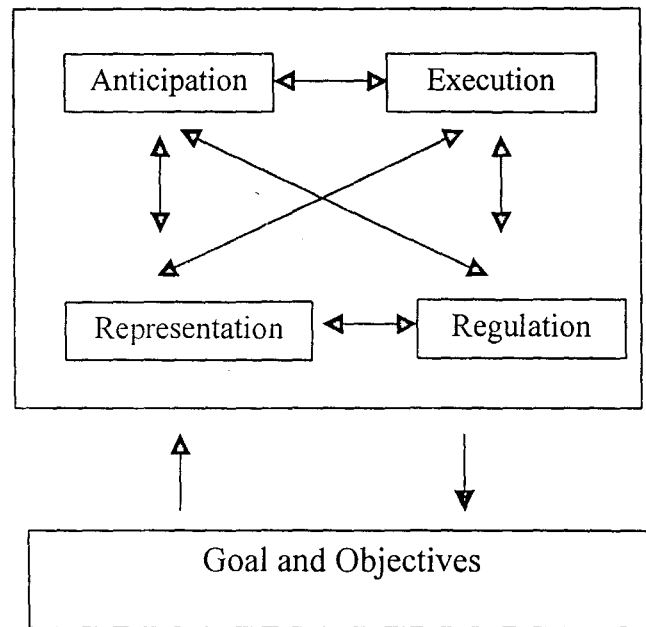 Anticipation Execution
Representation Regulation
Goal and Objectives